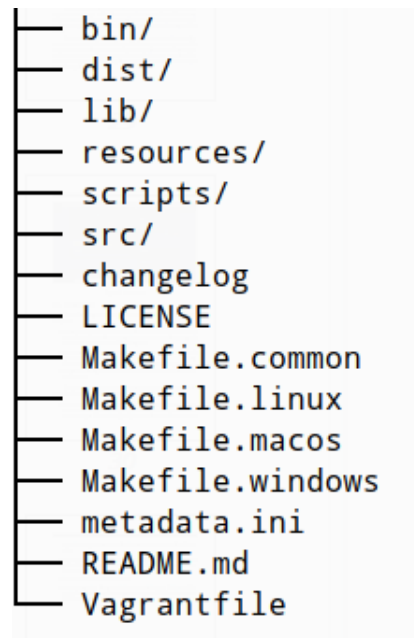 bin/
dist/
lib/
resources/
scripts/
src/
changelog
LICENSE
Makefile.common
Makefile.linux
Makefile.macos
Makefile.windows
metadata.ini
README.md
Vagrantfile